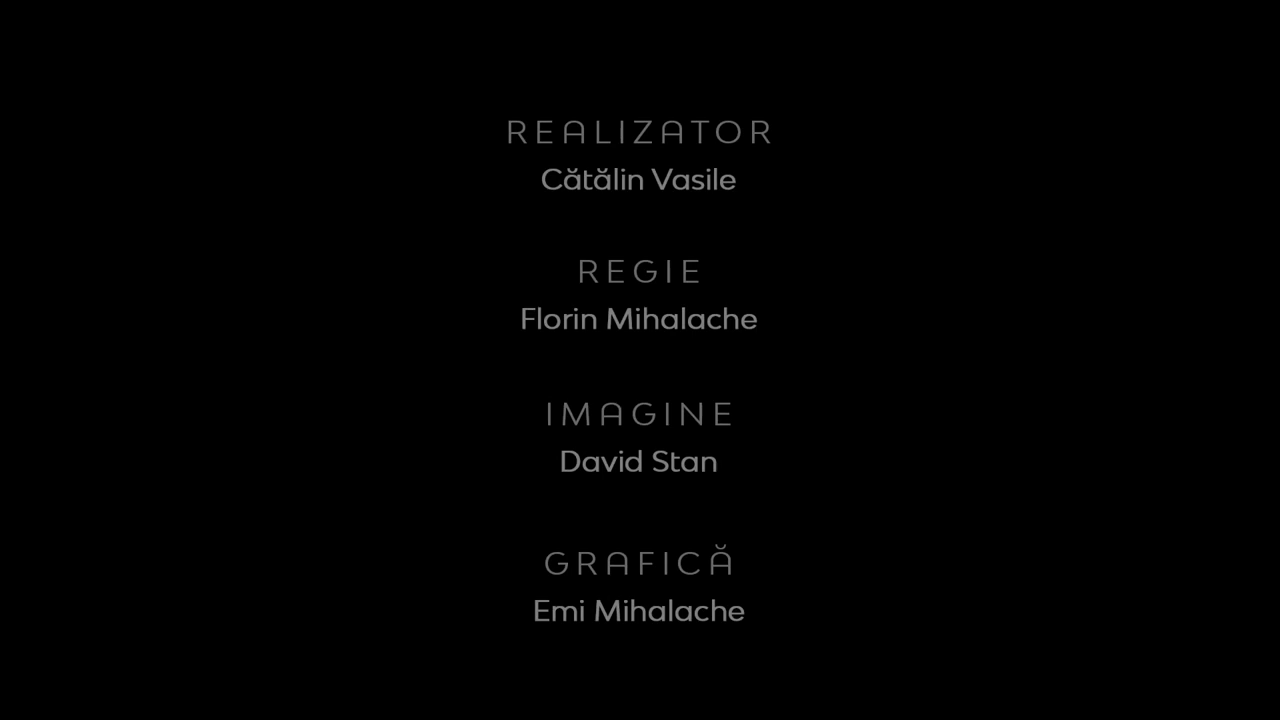 REALIZATOR
Cătălin Vasile
REGIE
Florin Mihalache
IMAGINE
David Stan
GRAFICĂ
Emi Mihalache